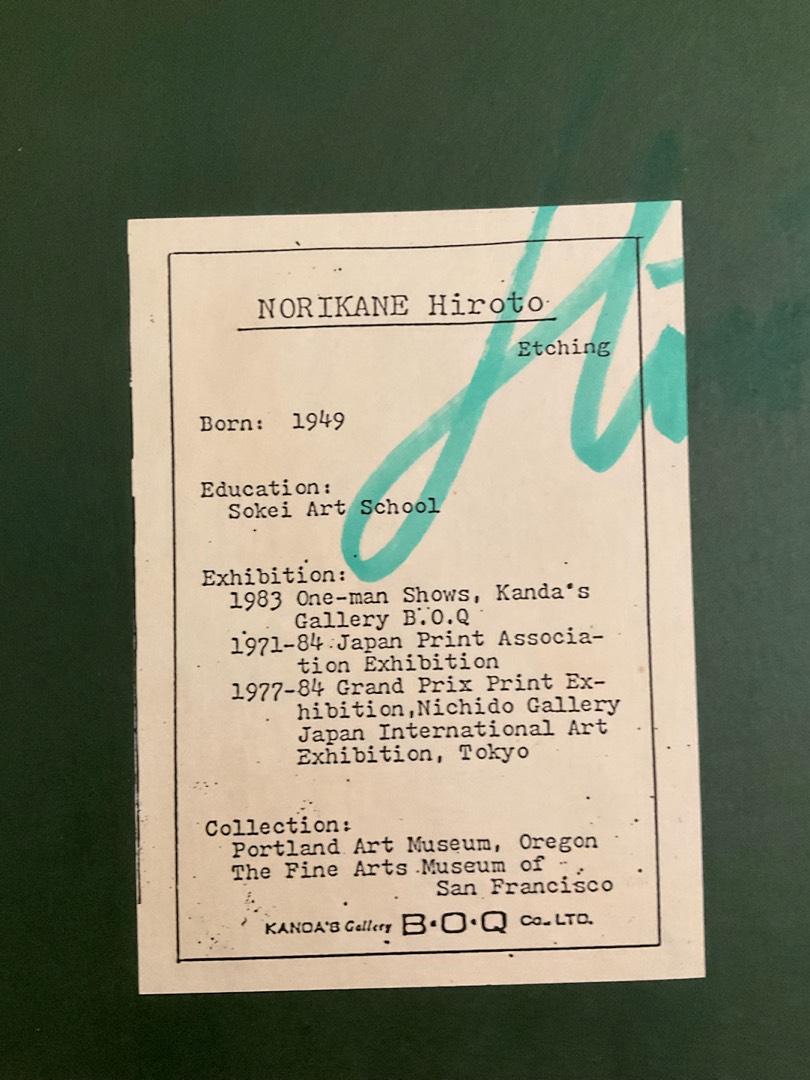 NORIKANE Hiroto
Etching
Born: 1949
Education:
Sokei Art School
Exhibition:
1983 One-man Shows, Kanda's
Gallery B.O.Q
1971-84 Japan Print Associa-
tion Exhibition
1977-84 Grand Prix Print Ex-
hibition,Nichido Gallery
Japan International Art
Exhibition, Tokyo
Collection:
Portland Art Museum, Oregon
The Fine Arts Museum of
San Francisco
KANDA'S Gallery B·O·Q Co., LTD.